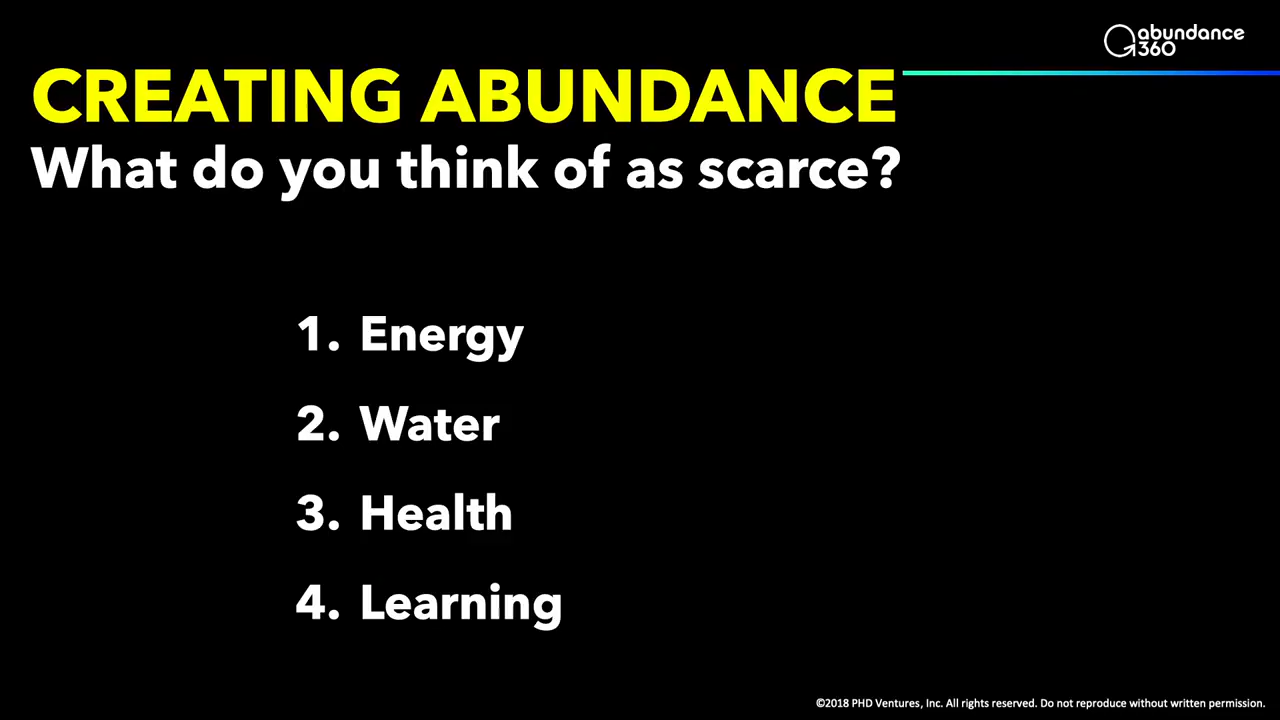 abundance
360
CREATING ABUNDANCE
What do you think of as scarce?
1. Energy
2. Water
3. Health
4. Learning
©2018 PHD Ventures, Inc. All rights reserved. Do not reproduce without written permission.